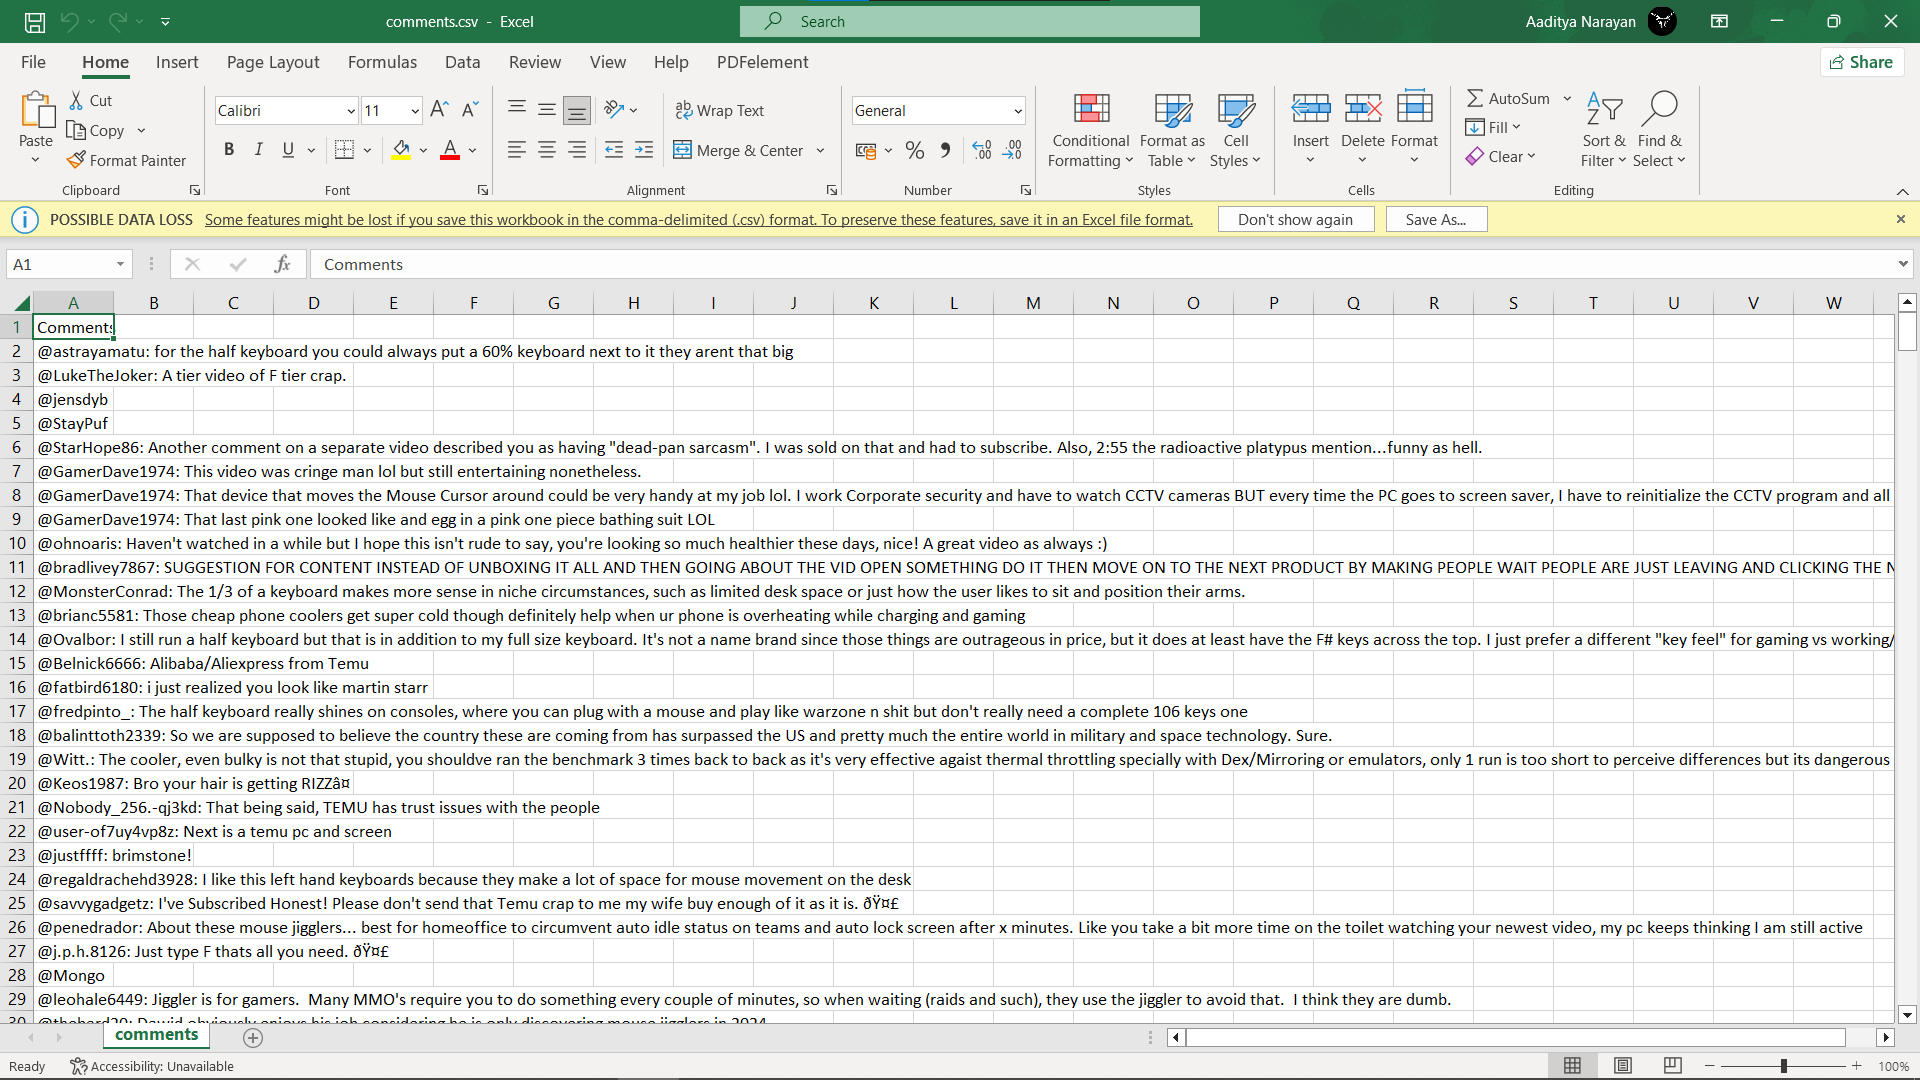 comments.csv - Excel
Search
Aaditya Narayan
File Home Insert Page Layout Formulas Data Review View Help PDFelement
Share
Paste
Cut
Copy
Format Painter
Clipboard
Calibri 11
B I U
Font
Wrap Text
Merge & Center
Alignment
General
Number
Conditional Formatting
Format as Table
Cell Styles
Styles
Insert Delete Format
Cells
AutoSum
Fill
Clear
Sort & Filter
Find & Select
Editing
POSSIBLE DATA LOSS Some features might be lost if you save this workbook in the comma-delimited (.csv) format. To preserve these features, save it in an Excel file format. Don't show again Save As...
A1 fx Comments
A B C D E F G H I J K L M N O P Q R S T U V W
1 Comments
2 @astrayamatu: for the half keyboard you could always put a 60% keyboard next to it they arent that big
3 @LukeTheJoker: A tier video of F tier crap.
4 @jensdyb
5 @StayPuf
6 @StarHope86: Another comment on a separate video described you as having "dead-pan sarcasm". I was sold on that and had to subscribe. Also, 2:55 the radioactive platypus mention...funny as hell.
7 @GamerDave1974: This video was cringe man lol but still entertaining nonetheless.
8 @GamerDave1974: That device that moves the Mouse Cursor around could be very handy at my job lol. I work Corporate security and have to watch CCTV cameras BUT every time the PC goes to screen saver, I have to reinitialize the CCTV program and all
9 @GamerDave1974: That last pink one looked like and egg in a pink one piece bathing suit LOL
10 @ohnoaris: Haven't watched in a while but I hope this isn't rude to say, you're looking so much healthier these days, nice! A great video as always :)
11 @bradlivey7867: SUGGESTION FOR CONTENT INSTEAD OF UNBOXING IT ALL AND THEN GOING ABOUT THE VID OPEN SOMETHING DO IT THEN MOVE ON TO THE NEXT PRODUCT BY MAKING PEOPLE WAIT PEOPLE ARE JUST LEAVING AND CLICKING THE N
12 @MonsterConrad: The 1/3 of a keyboard makes more sense in niche circumstances, such as limited desk space or just how the user likes to sit and position their arms.
13 @brianc5581: Those cheap phone coolers get super cold though definitely help when ur phone is overheating while charging and gaming
14 @Ovalbor: I still run a half keyboard but that is in addition to my full size keyboard. It's not a name brand since those things are outrageous in price, but it does at least have the F# keys across the top. I just prefer a different "key feel" for gaming vs working/
15 @Belnick6666: Alibaba/Aliexpress from Temu
16 @fatbird6180: i just realized you look like martin starr
17 @fredpinto_: The half keyboard really shines on consoles, where you can plug with a mouse and play like warzone n shit but don't really need a complete 106 keys one
18 @balinttoth2339: So we are supposed to believe the country these are coming from has surpassed the US and pretty much the entire world in military and space technology. Sure.
19 @Witt.: The cooler, even bulky is not that stupid, you shouldve ran the benchmark 3 times back to back as it's very effective agaist thermal throttling specially with Dex/Mirroring or emulators, only 1 run is too short to perceive differences but its dangerous
20 @Keos1987: Bro your hair is getting RIZZâ¤
21 @Nobody_256.-qj3kd: That being said, TEMU has trust issues with the people
22 @user-of7uy4vp8z: Next is a temu pc and screen
23 @justffff: brimstone!
24 @regaldrachehd3928: I like this left hand keyboards because they make a lot of space for mouse movement on the desk
25 @savvygadgetz: I've Subscribed Honest! Please don't send that Temu crap to me my wife buy enough of it as it is. ðŸ¤£
26 @penedrador: About these mouse jigglers... best for homeoffice to circumvent auto idle status on teams and auto lock screen after x minutes. Like you take a bit more time on the toilet watching your newest video, my pc keeps thinking I am still active
27 @j.p.h.8126: Just type F thats all you need. ðŸ¤£
28 @Mongo
29 @leohale6449: Jiggler is for gamers.  Many MMO's require you to do something every couple of minutes, so when waiting (raids and such), they use the jiggler to avoid that.  I think they are dumb.
30 @thehard20: Dawid obviously enjoys his job considering he is only discovering mouse jigglers in 2024
comments
Ready Accessibility: Unavailable 100%